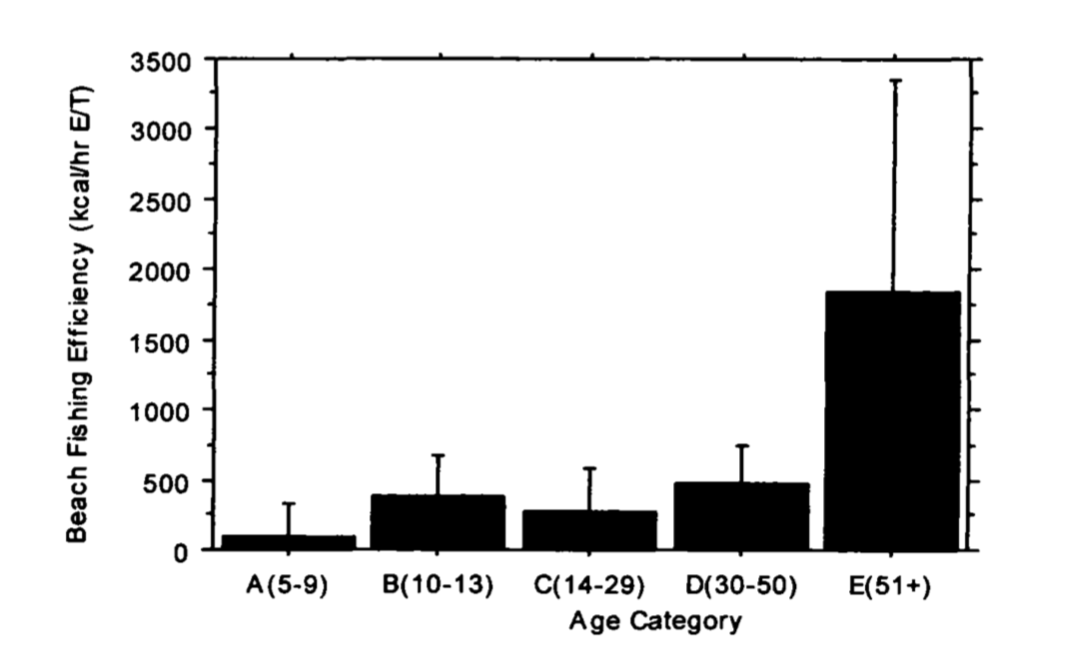 Beach Fishing Efficiency (kcal/hr E/T)
3500
3000
2500
2000
1500
1000
500
0
A(5-9) B(10-13) C(14-29) D(30-50) E(51+)
Age Category